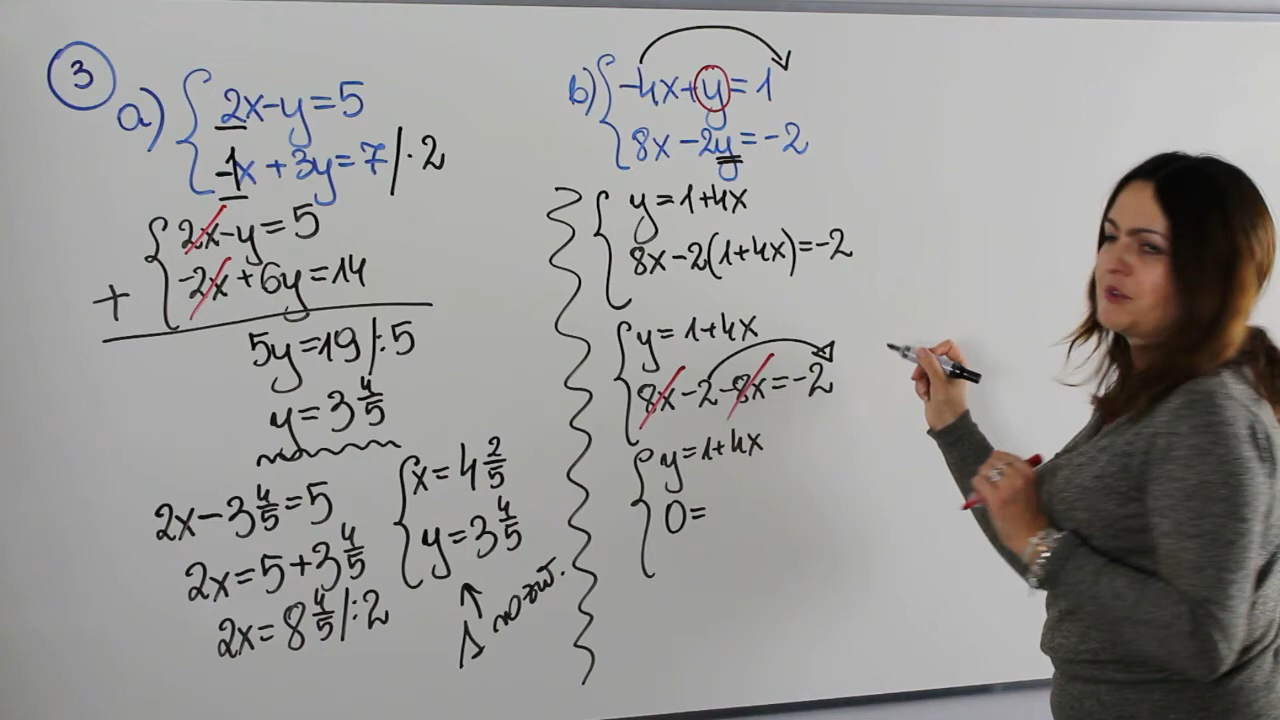 3
a) { 2x-y=5
-1x+3y=7 /·2
{ 2x-y=5
+ -2x+6y=14
5y=19 /:5
y=3 4/5
2x-3 4/5=5
2x=5+3 4/5
2x=8 4/5 /:2
{ x=4 2/5
y=3 4/5
↑
1 rozw.
b) { -4x+y=1
8x-2y=-2
{ y=1+4x
8x-2(1+4x)=-2
{ y=1+4x
8x-2-8x=-2
{ y=1+4x
0=